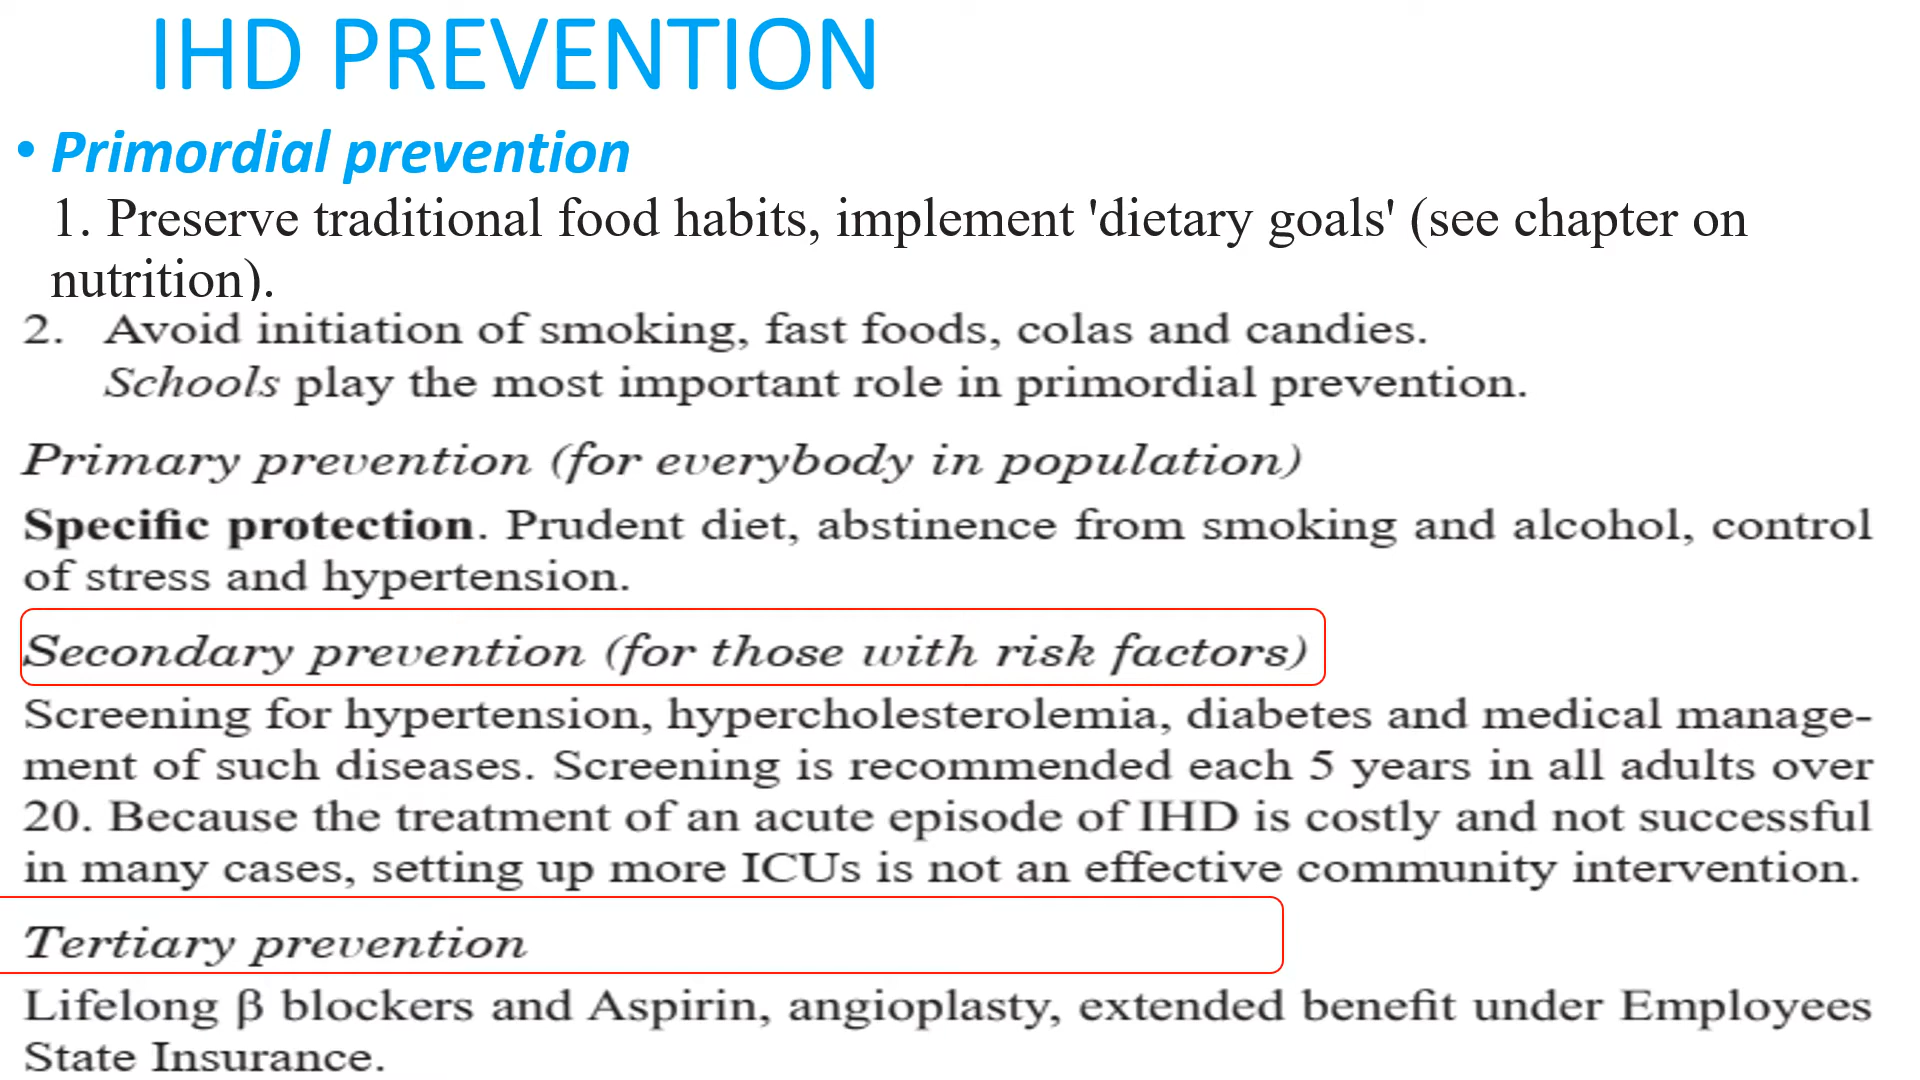 IHD PREVENTION
• Primordial prevention
1. Preserve traditional food habits, implement 'dietary goals' (see chapter on
nutrition).
2. Avoid initiation of smoking, fast foods, colas and candies.
Schools play the most important role in primordial prevention.
Primary prevention (for everybody in population)
Specific protection. Prudent diet, abstinence from smoking and alcohol, control
of stress and hypertension.
Secondary prevention (for those with risk factors)
Screening for hypertension, hypercholesterolemia, diabetes and medical manage-
ment of such diseases. Screening is recommended each 5 years in all adults over
20. Because the treatment of an acute episode of IHD is costly and not successful
in many cases, setting up more ICUs is not an effective community intervention.
Tertiary prevention
Lifelong β blockers and Aspirin, angioplasty, extended benefit under Employees
State Insurance.